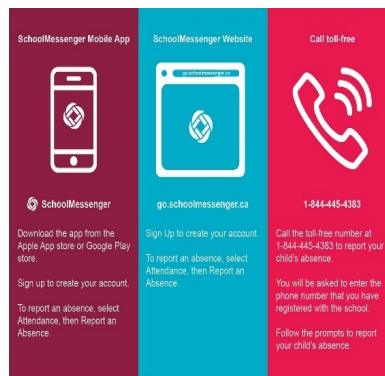 SchoolMessenger Mobile App
SchoolMessenger
Download the app from the
Apple App store or Google Play
store.
Sign up to create your account.
To report an absence, select
Attendance, then Report an
Absence.
SchoolMessenger Website
go.schoolmessenger.ca
go.schoolmessenger.ca
Sign Up to create your account.
To report an absence, select
Attendance, then Report an
Absence.
Call toll-free
1-844-445-4383
Call the toll-free number at
1-844-445-4383 to report your
child's absence.
You will be asked to enter the
phone number that you have
registered with the school.
Follow the prompts to report
your child's absence.